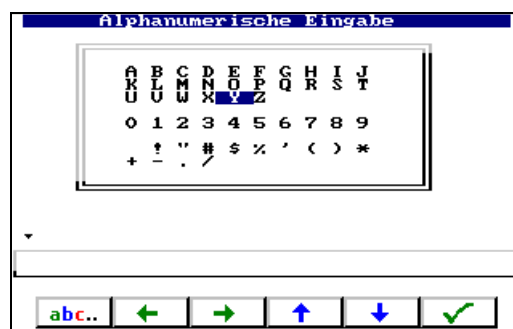 Alphanumerische Eingabe
A B C D E F G H I J
K L M N O P Q R S T
U V W X Y Z
0 1 2 3 4 5 6 7 8 9
! " # $ % ' ( ) *
+ - . /
abc..